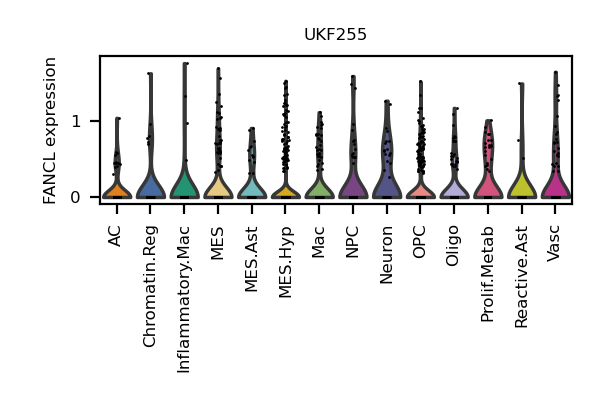 UKF255
FANCL expression
1
0
AC
Chromatin.Reg
Inflammatory.Mac
MES
MES.Ast
MES.Hyp
Mac
NPC
Neuron
OPC
Oligo
Prolif.Metab
Reactive.Ast
Vasc